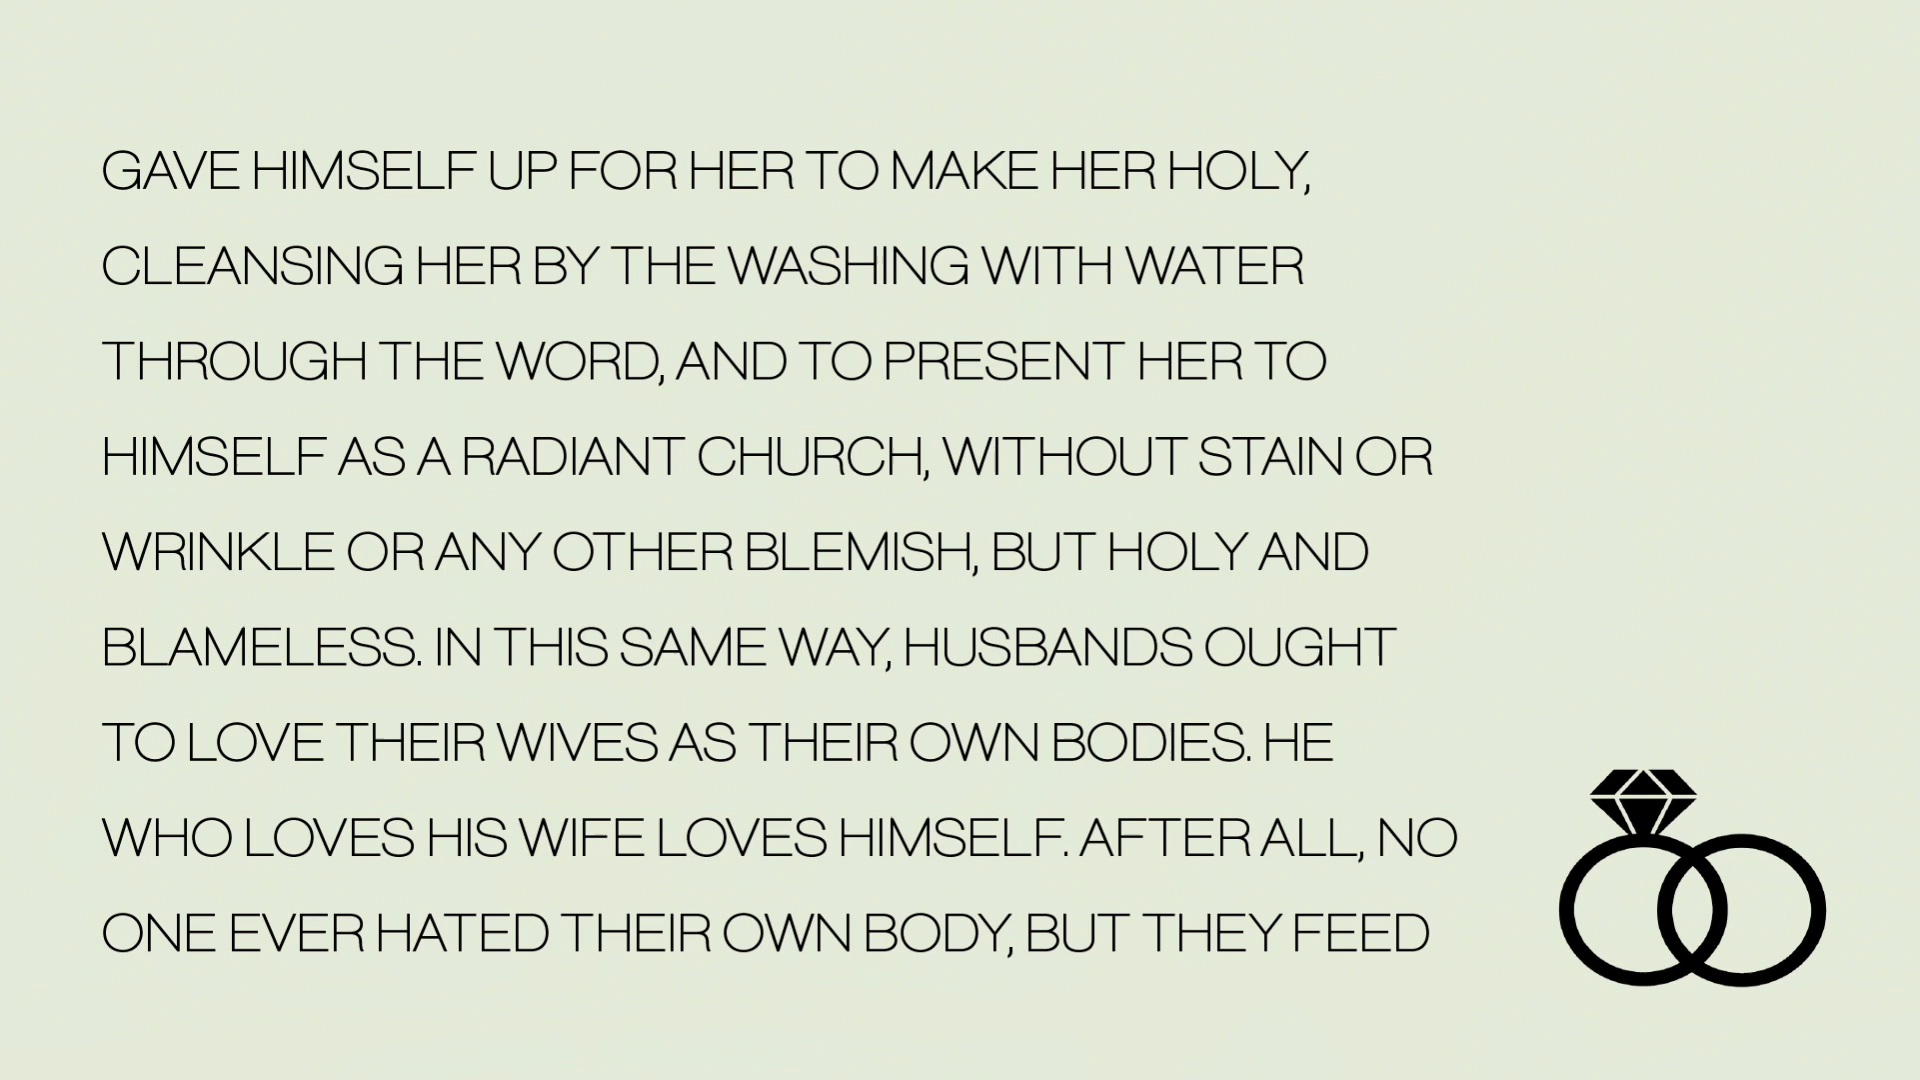 GAVE HIMSELF UP FOR HER TO MAKE HER HOLY,
CLEANSING HER BY THE WASHING WITH WATER
THROUGH THE WORD, AND TO PRESENT HER TO
HIMSELF AS A RADIANT CHURCH, WITHOUT STAIN OR
WRINKLE OR ANY OTHER BLEMISH, BUT HOLY AND
BLAMELESS. IN THIS SAME WAY, HUSBANDS OUGHT
TO LOVE THEIR WIVES AS THEIR OWN BODIES. HE
WHO LOVES HIS WIFE LOVES HIMSELF. AFTER ALL, NO
ONE EVER HATED THEIR OWN BODY, BUT THEY FEED